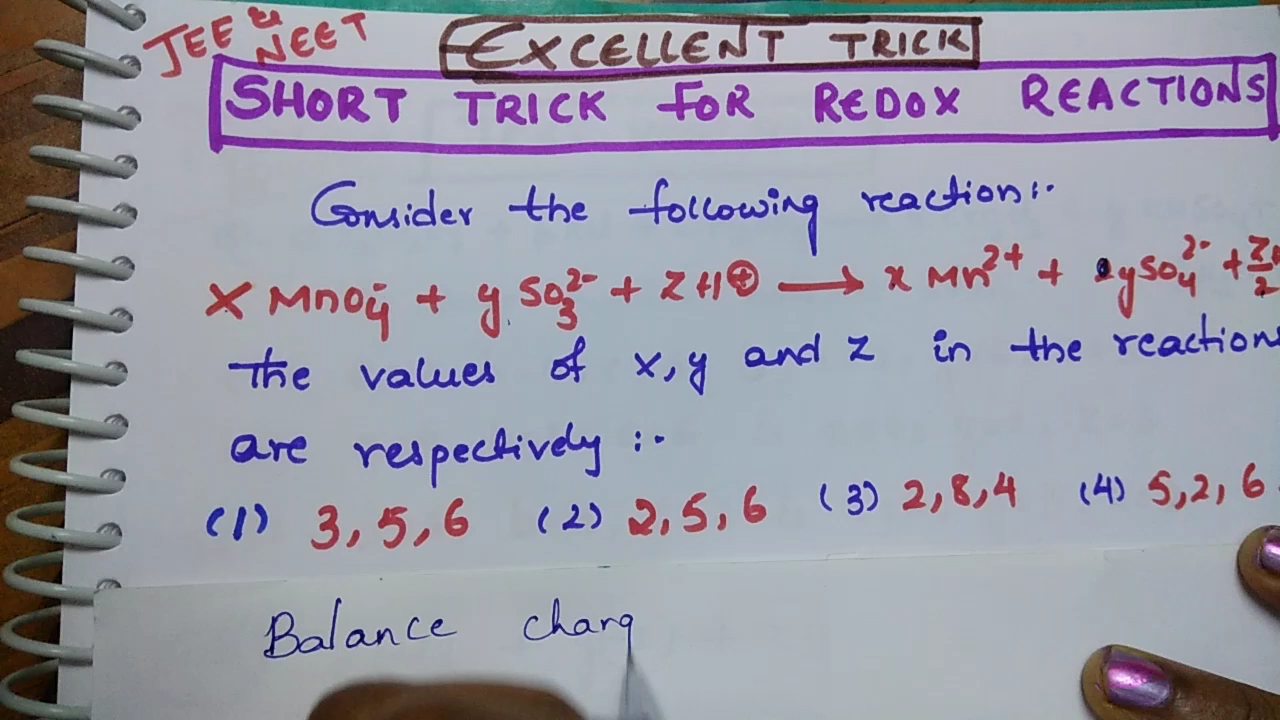 JEE & NEET
EXCELLENT TRICK
SHORT TRICK FOR REDOX REACTIONS
Consider the following reaction:-
x MnO₄⁻ + y SO₃²⁻ + z H⊕ → x Mn²⁺ + y SO₄²⁻ + z/2
the values of x, y and z in the reaction
are respectively :-
(1) 3, 5, 6 (2) 2, 5, 6 (3) 2, 8, 4 (4) 5, 2, 6
Balance charg